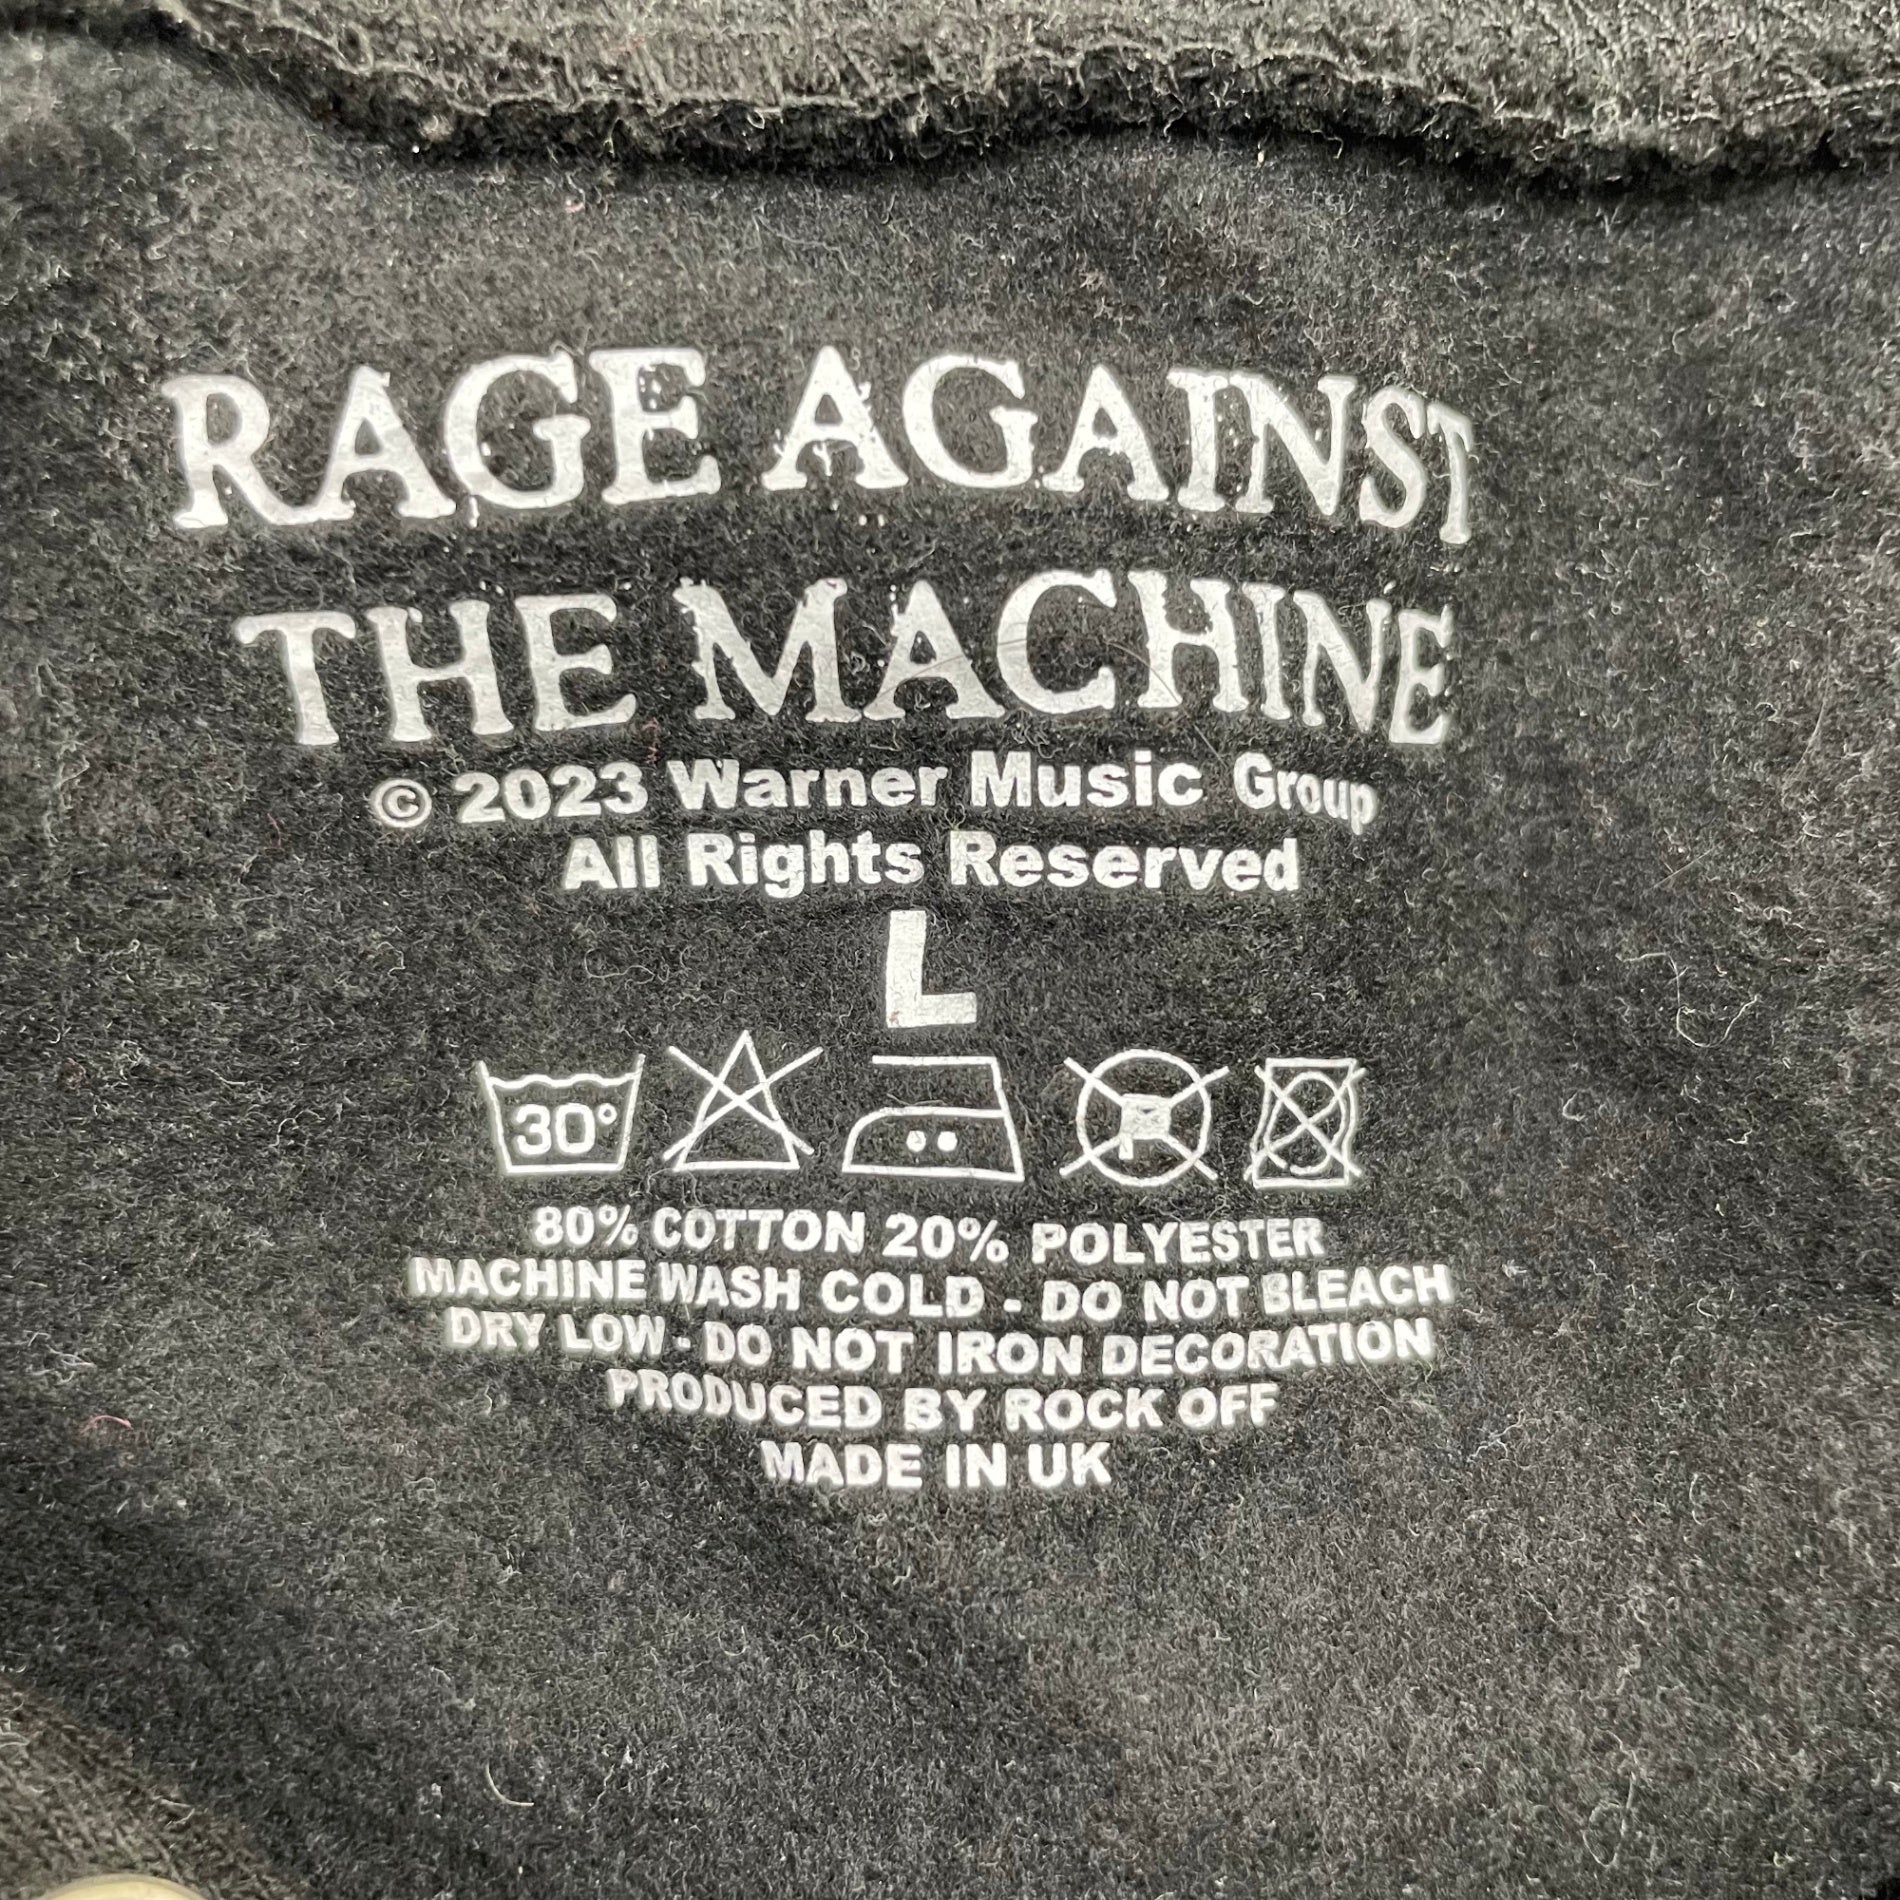 RAGE AGAINST
THE MACHINE
© 2023 Warner Music Group
All Rights Reserved
L
30°
80% COTTON 20% POLYESTER
MACHINE WASH COLD - DO NOT BLEACH
DRY LOW - DO NOT IRON DECORATION
PRODUCED BY ROCK OFF
MADE IN UK